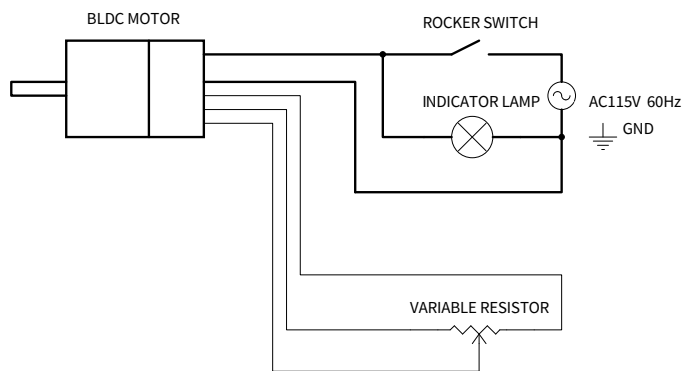 BLDC MOTOR
ROCKER SWITCH
INDICATOR LAMP
AC115V 60Hz
GND
VARIABLE RESISTOR